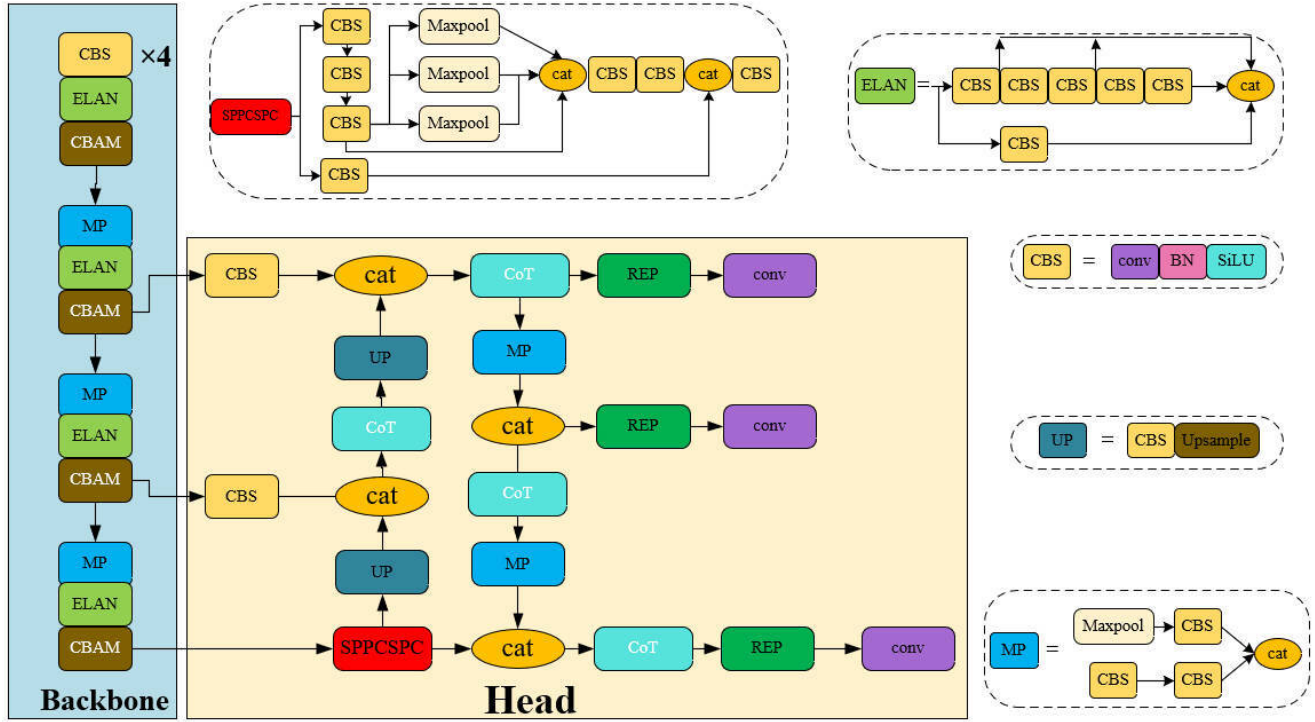 CBS ×4
ELAN
CBAM
MP
ELAN
CBAM
MP
ELAN
CBAM
MP
ELAN
CBAM
Backbone
SPPCSPC
CBS
CBS
CBS
CBS
Maxpool
Maxpool
Maxpool
cat CBS CBS cat CBS
ELAN = CBS CBS CBS CBS CBS cat
CBS
CBS cat CoT REP conv
UP MP
CoT cat REP conv
CBS cat CoT
UP MP
SPPCSPC cat CoT REP conv
Head
CBS = conv BN SiLU
UP = CBS Upsample
MP = Maxpool CBS
CBS CBS
cat